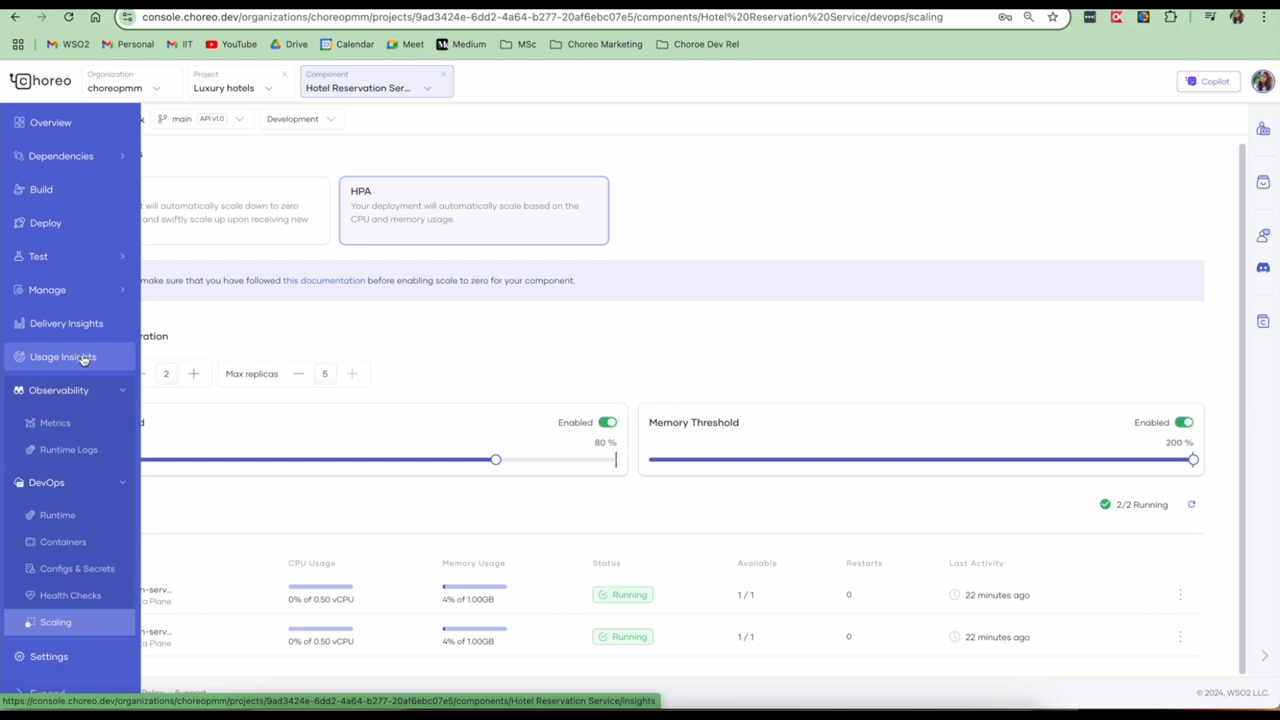 console.choreo.dev/organizations/choreopmm/projects/9ad3424e-6dd2-4a64-b277-20af6ebc07e5/components/Hotel%20Reservation%20Service/devops/scaling
WSO2 Personal IIT YouTube Drive Calendar Meet Medium MSc Choreo Marketing Choroe Dev Rel
choreo
Organization
choreopmm
Project
Luxury hotels
Component
Hotel Reservation Ser...
Copilot
Overview
Dependencies
Build
Deploy
Test
Manage
Delivery Insights
Usage Insights
Observability
Metrics
Runtime Logs
DevOps
Runtime
Containers
Configs & Secrets
Health Checks
Scaling
Settings
Expand
main API v1.0
Development
will automatically scale down to zero
and swiftly scale up upon receiving new
HPA
Your deployment will automatically scale based on the
CPU and memory usage.
make sure that you have followed this documentation before enabling scale to zero for your component.
ration
2
Max replicas 5
Enabled
80 %
Memory Threshold
Enabled
200 %
2/2 Running
CPU Usage Memory Usage Status Available Restarts Last Activity
n-serv...
ta Plane
0% of 0.50 vCPU 4% of 1.00GB Running 1 / 1 0 22 minutes ago
n-serv...
ta Plane
0% of 0.50 vCPU 4% of 1.00GB Running 1 / 1 0 22 minutes ago
Policy Support
© 2024, WSO2 LLC.
https://console.choreo.dev/organizations/choreopmm/projects/9ad3424e-6dd2-4a64-b277-20af6ebc07e5/components/Hotel Reservation Service/insights